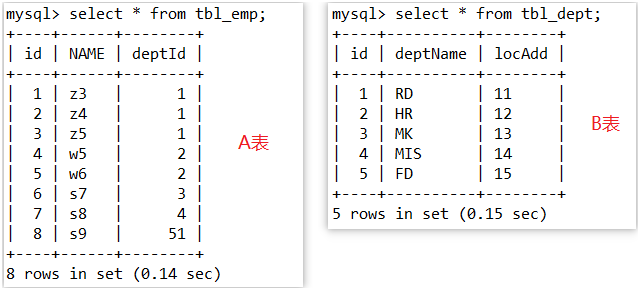 mysql> select * from tbl_emp;
+----+------+--------+
| id | NAME | deptId |
+----+------+--------+
|  1 | z3   |      1 |
|  2 | z4   |      1 |
|  3 | z5   |      1 |
|  4 | w5   |      2 |
|  5 | w6   |      2 |
|  6 | s7   |      3 |
|  7 | s8   |      4 |
|  8 | s9   |     51 |
+----+------+--------+
8 rows in set (0.14 sec)
A表
mysql> select * from tbl_dept;
+----+----------+--------+
| id | deptName | locAdd |
+----+----------+--------+
|  1 | RD       | 11     |
|  2 | HR       | 12     |
|  3 | MK       | 13     |
|  4 | MIS      | 14     |
|  5 | FD       | 15     |
+----+----------+--------+
5 rows in set (0.15 sec)
B表